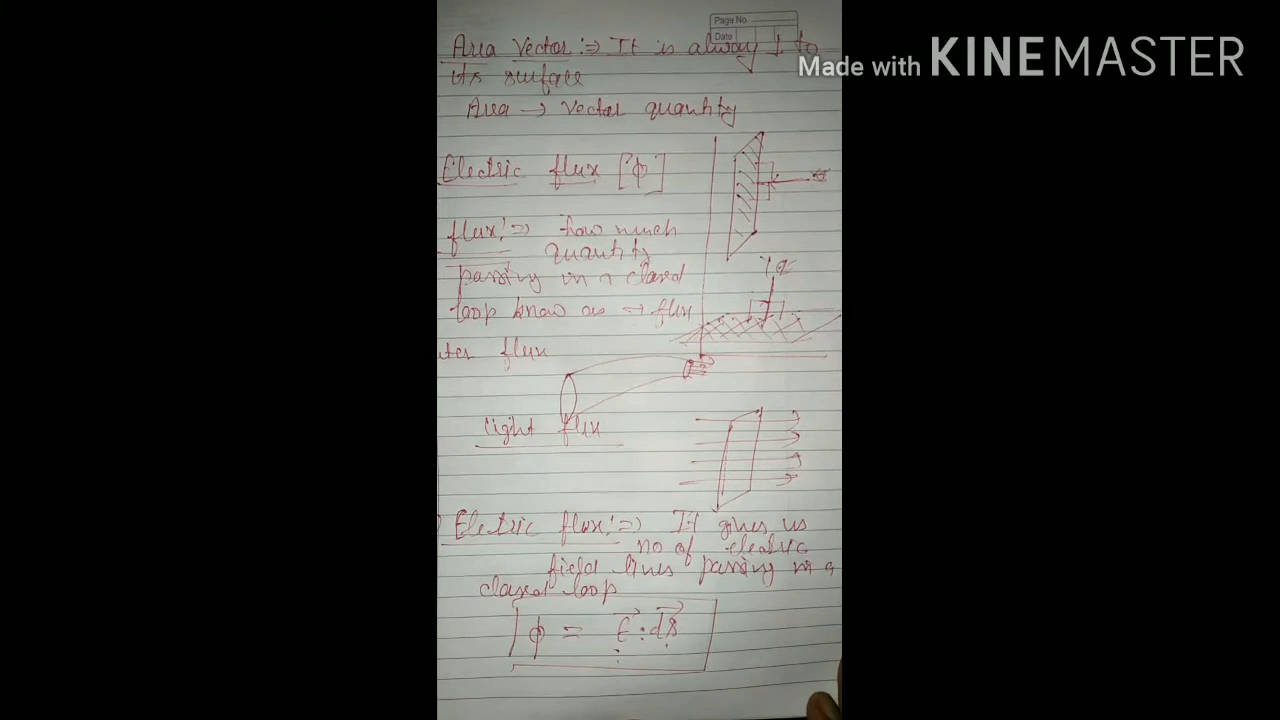 Page No.
Date
Made with KINEMASTER
Area Vector :⇒ It is alway ⊥ to
its surface
Area → Vector quantity
Electric flux [ϕ]
flux :⇒ how much
quantity
passing in a closed
loop know as ⇒ flux
ter flux
light flux
Electric flux :⇒ It gives us
no of electric
field lines passing in a
closed loop
ϕ = E⃗ . ds⃗